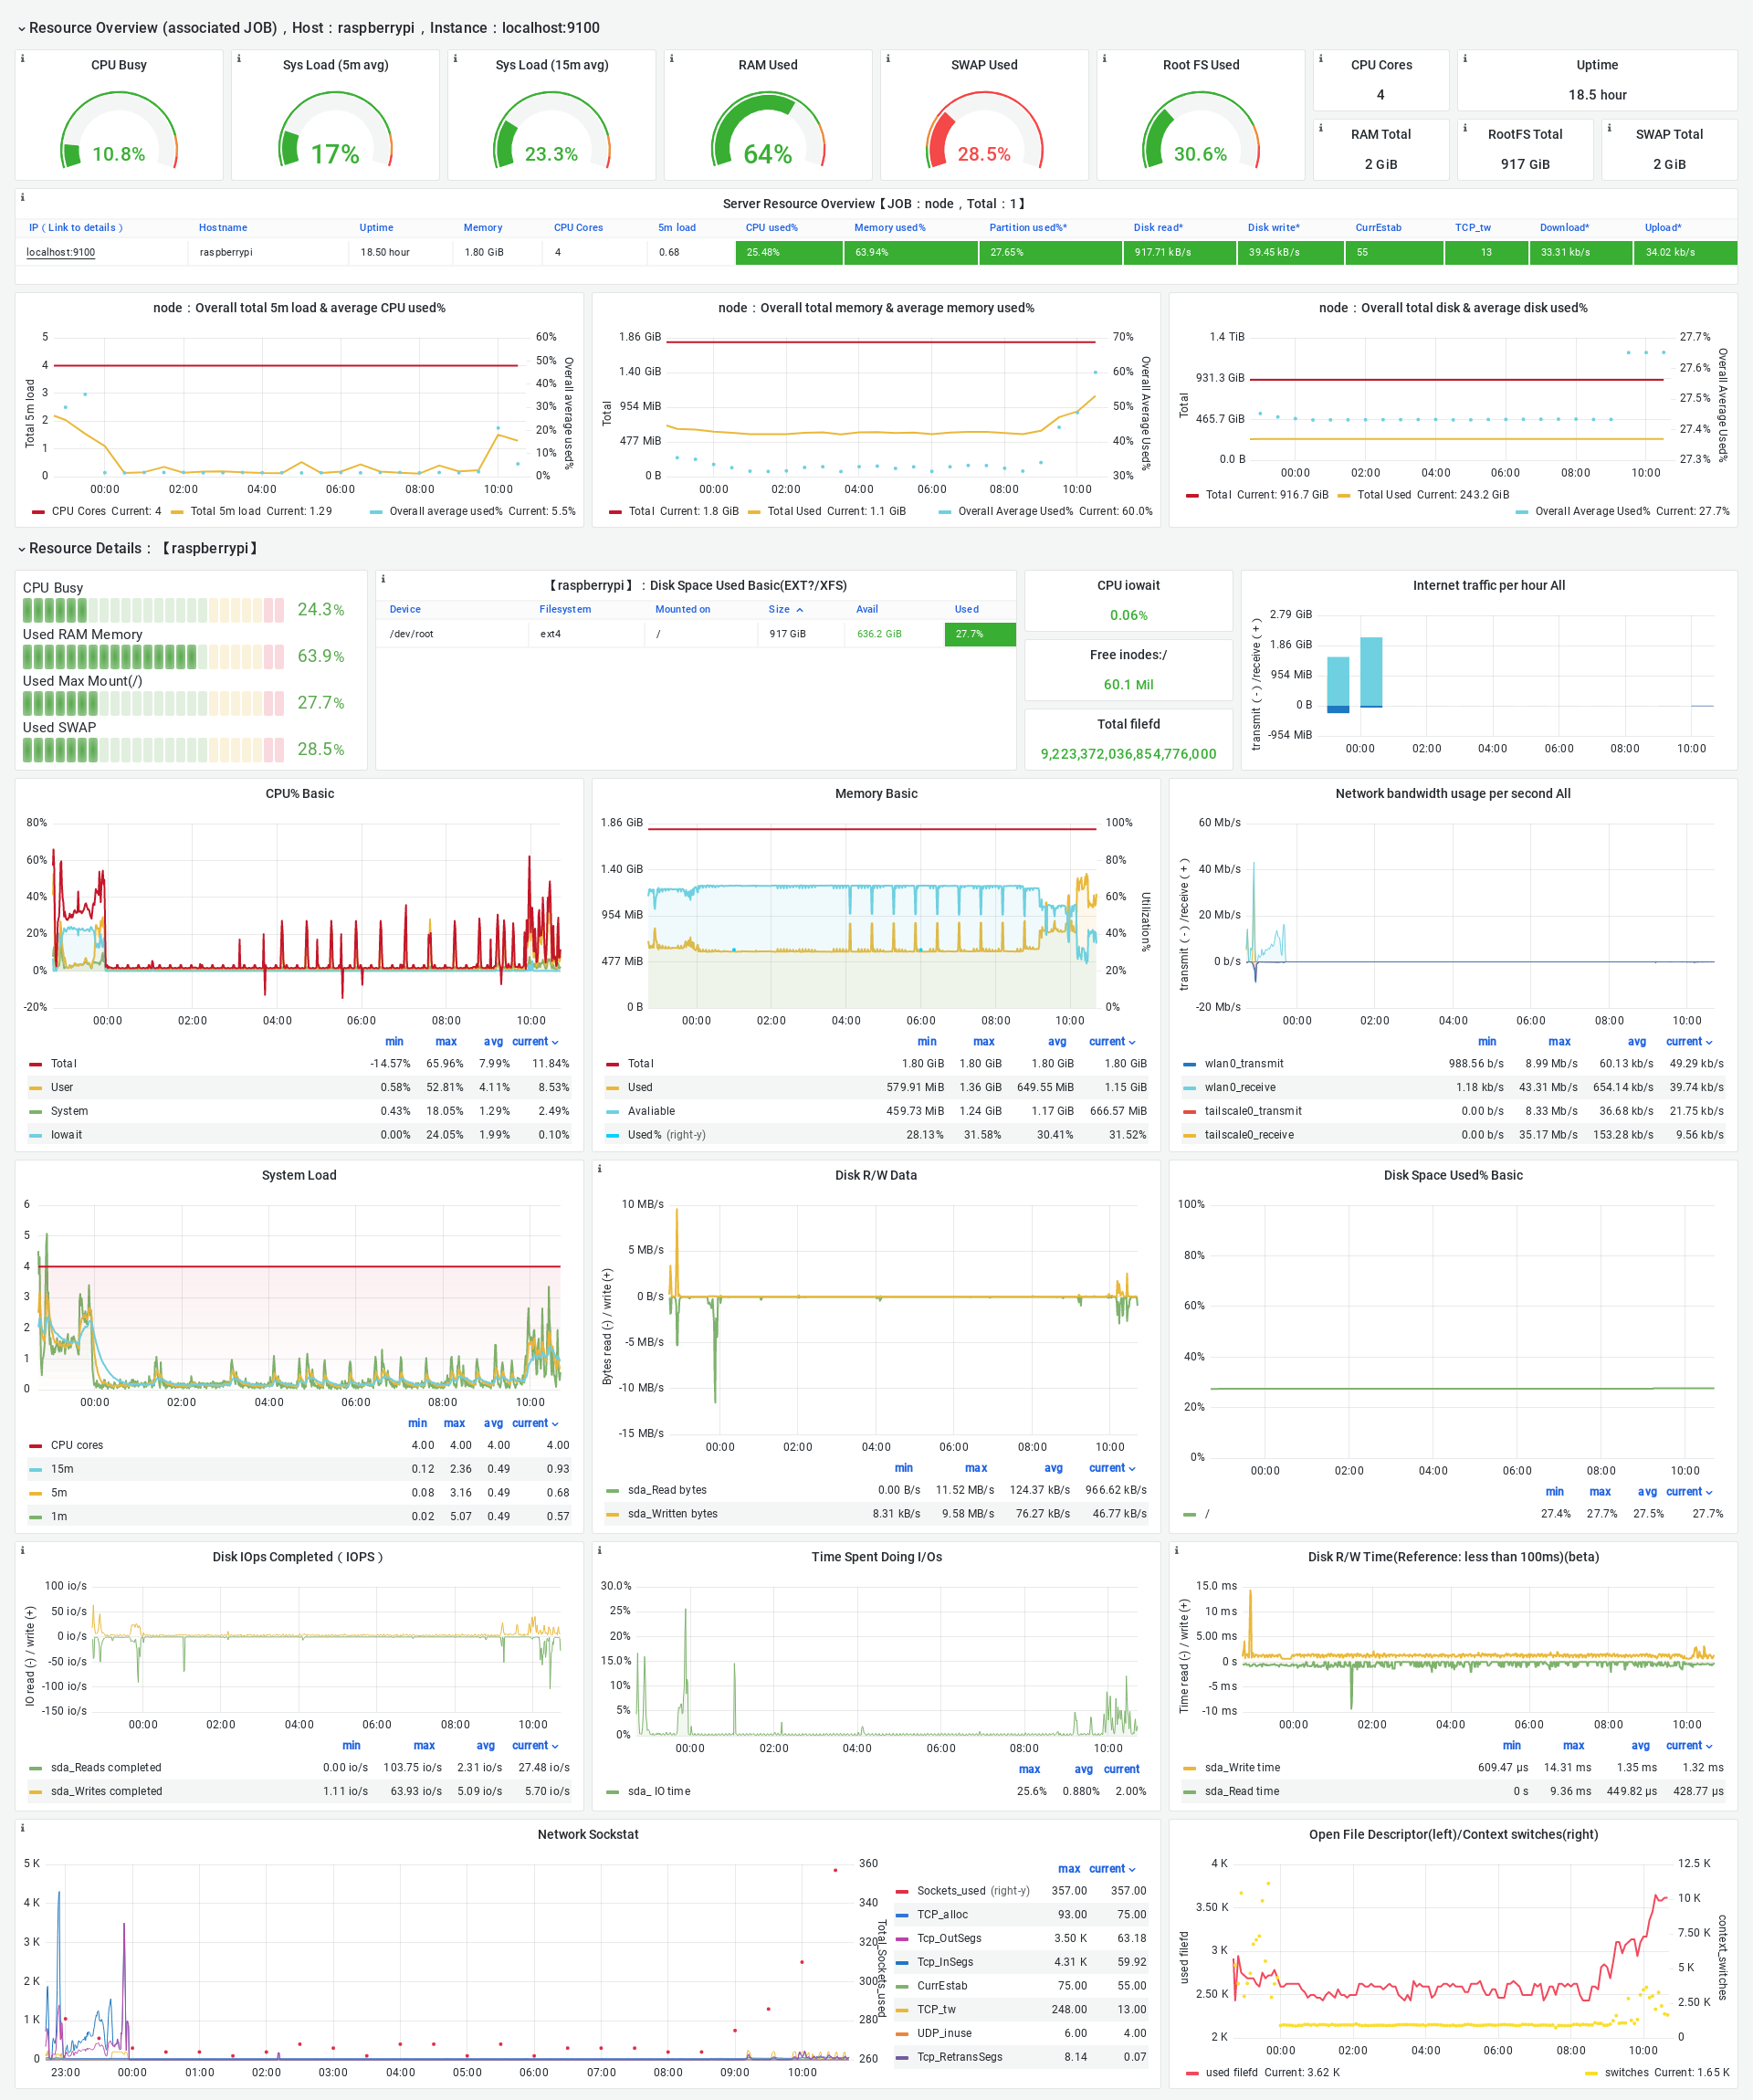 Resource Overview (associated JOB)，Host：raspberrypi，Instance：localhost:9100
CPU Busy
10.8%
Sys Load (5m avg)
17%
Sys Load (15m avg)
23.3%
RAM Used
64%
SWAP Used
28.5%
Root FS Used
30.6%
CPU Cores
4
Uptime
18.5 hour
RAM Total
2 GiB
RootFS Total
917 GiB
SWAP Total
2 GiB
Server Resource Overview【JOB：node，Total：1】
IP（Link to details） Hostname Uptime Memory CPU Cores 5m load CPU used% Memory used% Partition used%* Disk read* Disk write* CurrEstab TCP_tw Download* Upload*
localhost:9100 raspberrypi 18.50 hour 1.80 GiB 4 0.68 25.48% 63.94% 27.65% 917.71 kB/s 39.45 kB/s 55 13 33.31 kb/s 34.02 kb/s
node：Overall total 5m load & average CPU used%
Total 5m load
5
4
3
2
1
0
60%
50%
40%
30%
20%
10%
0%
Overall average used%
00:00 02:00 04:00 06:00 08:00 10:00
CPU Cores Current: 4 Total 5m load Current: 1.29 Overall average used% Current: 5.5%
node：Overall total memory & average memory used%
Total
1.86 GiB
1.40 GiB
954 MiB
477 MiB
0 B
70%
60%
50%
40%
30%
Overall Average Used%
00:00 02:00 04:00 06:00 08:00 10:00
Total Current: 1.8 GiB Total Used Current: 1.1 GiB Overall Average Used% Current: 60.0%
node：Overall total disk & average disk used%
Total
1.4 TiB
931.3 GiB
465.7 GiB
0.0 B
27.7%
27.6%
27.5%
27.4%
27.3%
Overall Average Used%
00:00 02:00 04:00 06:00 08:00 10:00
Total Current: 916.7 GiB Total Used Current: 243.2 GiB
Overall Average Used% Current: 27.7%
Resource Details：【raspberrypi】
CPU Busy
24.3%
Used RAM Memory
63.9%
Used Max Mount(/)
27.7%
Used SWAP
28.5%
【raspberrypi】：Disk Space Used Basic(EXT?/XFS)
Device Filesystem Mounted on Size Avail Used
/dev/root ext4 / 917 GiB 636.2 GiB 27.7%
CPU iowait
0.06%
Free inodes:/
60.1 Mil
Total filefd
9,223,372,036,854,776,000
Internet traffic per hour All
transmit（-）/receive（+）
2.79 GiB
1.86 GiB
954 MiB
0 B
-954 MiB
00:00 02:00 04:00 06:00 08:00 10:00
CPU% Basic
80%
60%
40%
20%
0%
-20%
00:00 02:00 04:00 06:00 08:00 10:00
min max avg current
Total -14.57% 65.96% 7.99% 11.84%
User 0.58% 52.81% 4.11% 8.53%
System 0.43% 18.05% 1.29% 2.49%
Iowait 0.00% 24.05% 1.99% 0.10%
Memory Basic
1.86 GiB
1.40 GiB
954 MiB
477 MiB
0 B
100%
80%
60%
40%
20%
0%
Utilization%
00:00 02:00 04:00 06:00 08:00 10:00
min max avg current
Total 1.80 GiB 1.80 GiB 1.80 GiB 1.80 GiB
Used 579.91 MiB 1.36 GiB 649.55 MiB 1.15 GiB
Avaliable 459.73 MiB 1.24 GiB 1.17 GiB 666.57 MiB
Used% (right-y) 28.13% 31.58% 30.41% 31.52%
Network bandwidth usage per second All
transmit（-）/receive（+）
60 Mb/s
40 Mb/s
20 Mb/s
0 b/s
-20 Mb/s
00:00 02:00 04:00 06:00 08:00 10:00
min max avg current
wlan0_transmit 988.56 b/s 8.99 Mb/s 60.13 kb/s 49.29 kb/s
wlan0_receive 1.18 kb/s 43.31 Mb/s 654.14 kb/s 39.74 kb/s
tailscale0_transmit 0.00 b/s 8.33 Mb/s 36.68 kb/s 21.75 kb/s
tailscale0_receive 0.00 b/s 35.17 Mb/s 153.28 kb/s 9.56 kb/s
System Load
6
5
4
3
2
1
0
00:00 02:00 04:00 06:00 08:00 10:00
min max avg current
CPU cores 4.00 4.00 4.00 4.00
15m 0.12 2.36 0.49 0.93
5m 0.08 3.16 0.49 0.68
1m 0.02 5.07 0.49 0.57
Disk R/W Data
Bytes read (-) / write (+)
10 MB/s
5 MB/s
0 B/s
-5 MB/s
-10 MB/s
-15 MB/s
00:00 02:00 04:00 06:00 08:00 10:00
min max avg current
sda_Read bytes 0.00 B/s 11.52 MB/s 124.37 kB/s 966.62 kB/s
sda_Written bytes 8.31 kB/s 9.58 MB/s 76.27 kB/s 46.77 kB/s
Disk Space Used% Basic
100%
80%
60%
40%
20%
0%
00:00 02:00 04:00 06:00 08:00 10:00
min max avg current
/ 27.4% 27.7% 27.5% 27.7%
Disk IOps Completed（IOPS）
IO read (-) / write (+)
100 io/s
50 io/s
0 io/s
-50 io/s
-100 io/s
-150 io/s
00:00 02:00 04:00 06:00 08:00 10:00
min max avg current
sda_Reads completed 0.00 io/s 103.75 io/s 2.31 io/s 27.48 io/s
sda_Writes completed 1.11 io/s 63.93 io/s 5.09 io/s 5.70 io/s
Time Spent Doing I/Os
30.0%
25%
20%
15.0%
10%
5%
0%
00:00 02:00 04:00 06:00 08:00 10:00
max avg current
sda_ IO time 25.6% 0.880% 2.00%
Disk R/W Time(Reference: less than 100ms)(beta)
Time read (-) / write (+)
15.0 ms
10 ms
5.00 ms
0 s
-5 ms
-10 ms
00:00 02:00 04:00 06:00 08:00 10:00
min max avg current
sda_Write time 609.47 µs 14.31 ms 1.35 ms 1.32 ms
sda_Read time 0 s 9.36 ms 449.82 µs 428.77 µs
Network Sockstat
5 K
4 K
3 K
2 K
1 K
0
360
340
320
300
280
260
Total_Sockets_used
23:00 00:00 01:00 02:00 03:00 04:00 05:00 06:00 07:00 08:00 09:00 10:00
max current
Sockets_used (right-y) 357.00 357.00
TCP_alloc 93.00 75.00
Tcp_OutSegs 3.50 K 63.18
Tcp_InSegs 4.31 K 59.92
CurrEstab 75.00 55.00
TCP_tw 248.00 13.00
UDP_inuse 6.00 4.00
Tcp_RetransSegs 8.14 0.07
Open File Descriptor(left)/Context switches(right)
used filefd
4 K
3.50 K
3 K
2.50 K
2 K
12.5 K
10 K
7.50 K
5 K
2.50 K
0
context_switches
00:00 02:00 04:00 06:00 08:00 10:00
used filefd Current: 3.62 K switches Current: 1.65 K